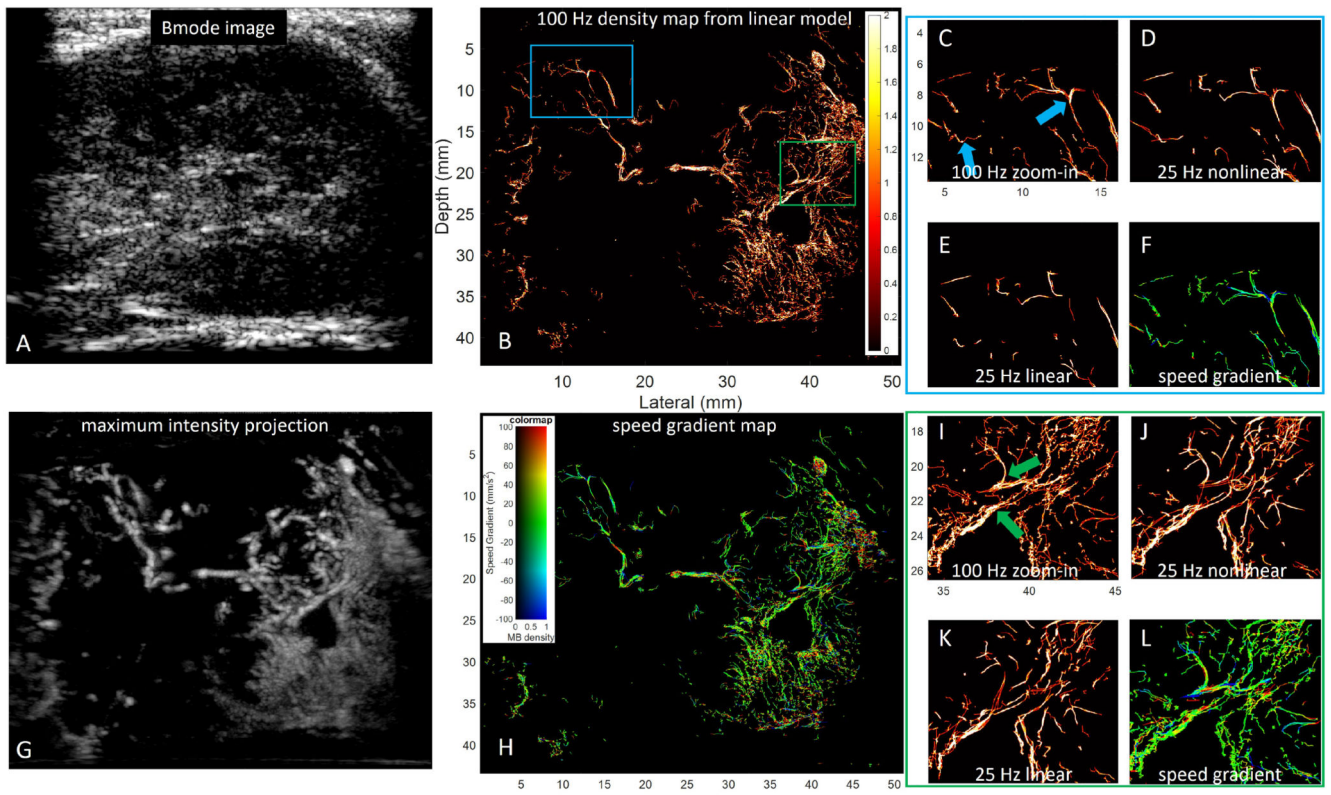 Bmode image
A
100 Hz density map from linear model
5
10
15
20
25
30
35
40
Depth (mm)
2
1.8
1.6
1.4
1.2
1
0.8
0.6
0.4
0.2
0
B
10
20
30
40
50
Lateral (mm)
C
4
6
8
10
12
100 Hz zoom-in
5
10
15
D
25 Hz nonlinear
E
25 Hz linear
F
speed gradient
maximum intensity projection
G
speed gradient map
colormap
100
80
60
40
20
0
-20
-40
-60
-80
-100
Speed Gradient (mm/s²)
0 0.5 1
MB density
5
10
15
20
25
30
35
40
H
5
10
15
20
25
30
35
40
45
50
I
18
20
22
24
26
100 Hz zoom-in
35
40
45
J
25 Hz nonlinear
K
25 Hz linear
L
speed gradient